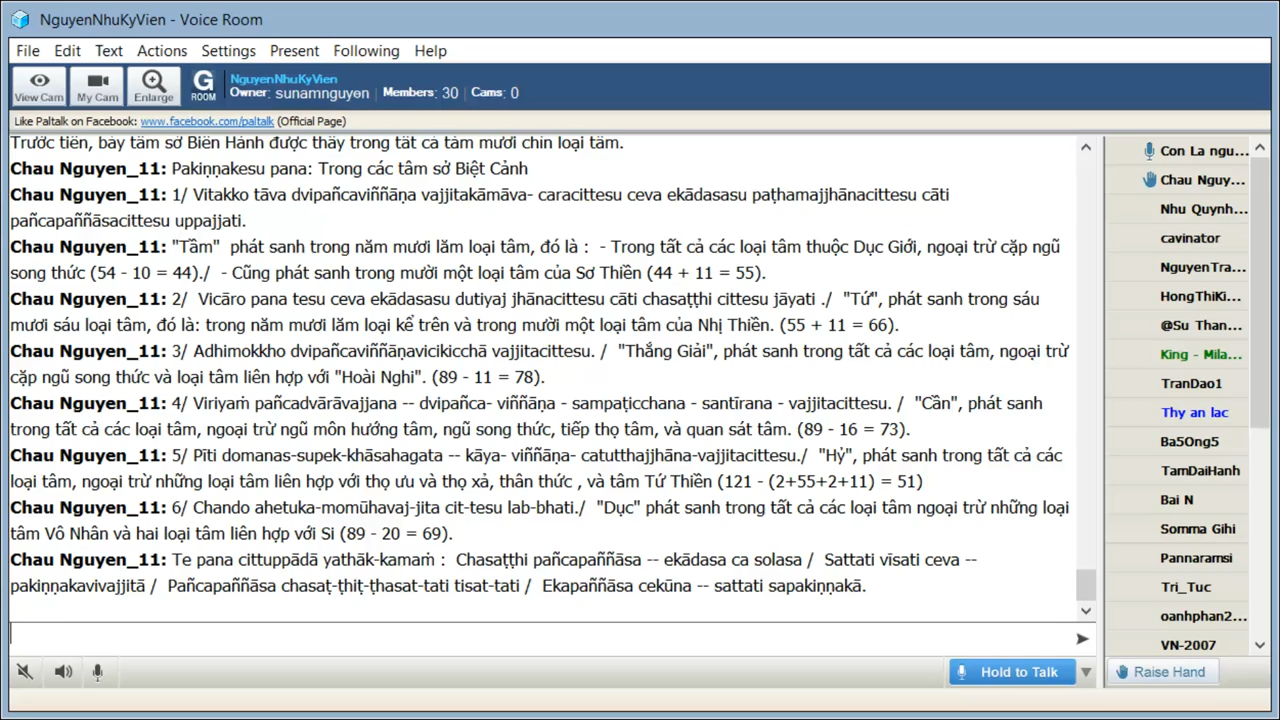 NguyenNhuKyVien - Voice Room
File Edit Text Actions Settings Present Following Help
View Cam My Cam Enlarge G ROOM
NguyenNhuKyVien
Owner: sunamnguyen | Members: 30 | Cams: 0
Like Paltalk on Facebook: www.facebook.com/paltalk (Official Page)
Trước tiên, bảy tâm sở Biến Hành được thấy trong tất cả tám mươi chín loại tâm.
Chau Nguyen_11: Pakiṇṇakesu pana: Trong các tâm sở Biệt Cảnh
Chau Nguyen_11: 1/ Vitakko tāva dvipañcaviññāṇa vajjitakāmāva- caracittesu ceva ekādasasu paṭhamajjhānacittesu cāti
pañcapaññāsacittesu uppajjati.
Chau Nguyen_11: "Tầm" phát sanh trong năm mươi lăm loại tâm, đó là : - Trong tất cả các loại tâm thuộc Dục Giới, ngoại trừ cặp ngũ
song thức (54 - 10 = 44)./ - Cũng phát sanh trong mười một loại tâm của Sơ Thiền (44 + 11 = 55).
Chau Nguyen_11: 2/ Vicāro pana tesu ceva ekādasasu dutiyaj jhānacittesu cāti chasaṭṭhi cittesu jāyati ./ "Tứ", phát sanh trong sáu
mươi sáu loại tâm, đó là: trong năm mươi lăm loại kể trên và trong mười một loại tâm của Nhị Thiền. (55 + 11 = 66).
Chau Nguyen_11: 3/ Adhimokkho dvipañcaviññāṇavicikicchā vajjitacittesu. / "Thắng Giải", phát sanh trong tất cả các loại tâm, ngoại trừ
cặp ngũ song thức và loại tâm liên hợp với "Hoài Nghi". (89 - 11 = 78).
Chau Nguyen_11: 4/ Viriyaṁ pañcadvārāvajjana -- dvipañca- viññāṇa - sampaṭicchana - santīrana - vajjitacittesu. / "Cần", phát sanh
trong tất cả các loại tâm, ngoại trừ ngũ môn hướng tâm, ngũ song thức, tiếp thọ tâm, và quan sát tâm. (89 - 16 = 73).
Chau Nguyen_11: 5/ Pīti domanas-supek-khāsahagata -- kāya- viññāṇa- catutthajjhāna-vajjitacittesu./ "Hỷ", phát sanh trong tất cả các
loại tâm, ngoại trừ những loại tâm liên hợp với thọ ưu và thọ xả, thân thức , và tâm Tứ Thiền (121 - (2+55+2+11) = 51)
Chau Nguyen_11: 6/ Chando ahetuka-momūhavaj-jita cit-tesu lab-bhati./ "Dục" phát sanh trong tất cả các loại tâm ngoại trừ những loại
tâm Vô Nhân và hai loại tâm liên hợp với Si (89 - 20 = 69).
Chau Nguyen_11: Te pana cittuppādā yathāk-kamaṁ : Chasaṭṭhi pañcapaññāsa -- ekādasa ca solasa / Sattati vīsati ceva --
pakiṇṇakavivajjitā / Pañcapaññāsa chasaṭ-ṭhiṭ-ṭhasat-tati tisat-tati / Ekapaññāsa cekūna -- sattati sapakiṇṇakā.
Con La ngu...
Chau Nguy...
Nhu Quynh...
cavinator
NguyenTra...
HongThiKi...
@Su Than...
King - Mila...
TranDao1
Thy an lac
Ba5Ong5
TamDaiHanh
Bai N
Somma Gihi
Pannaramsi
Tri_Tuc
oanhphan2...
VN-2007
Hold to Talk
Raise Hand